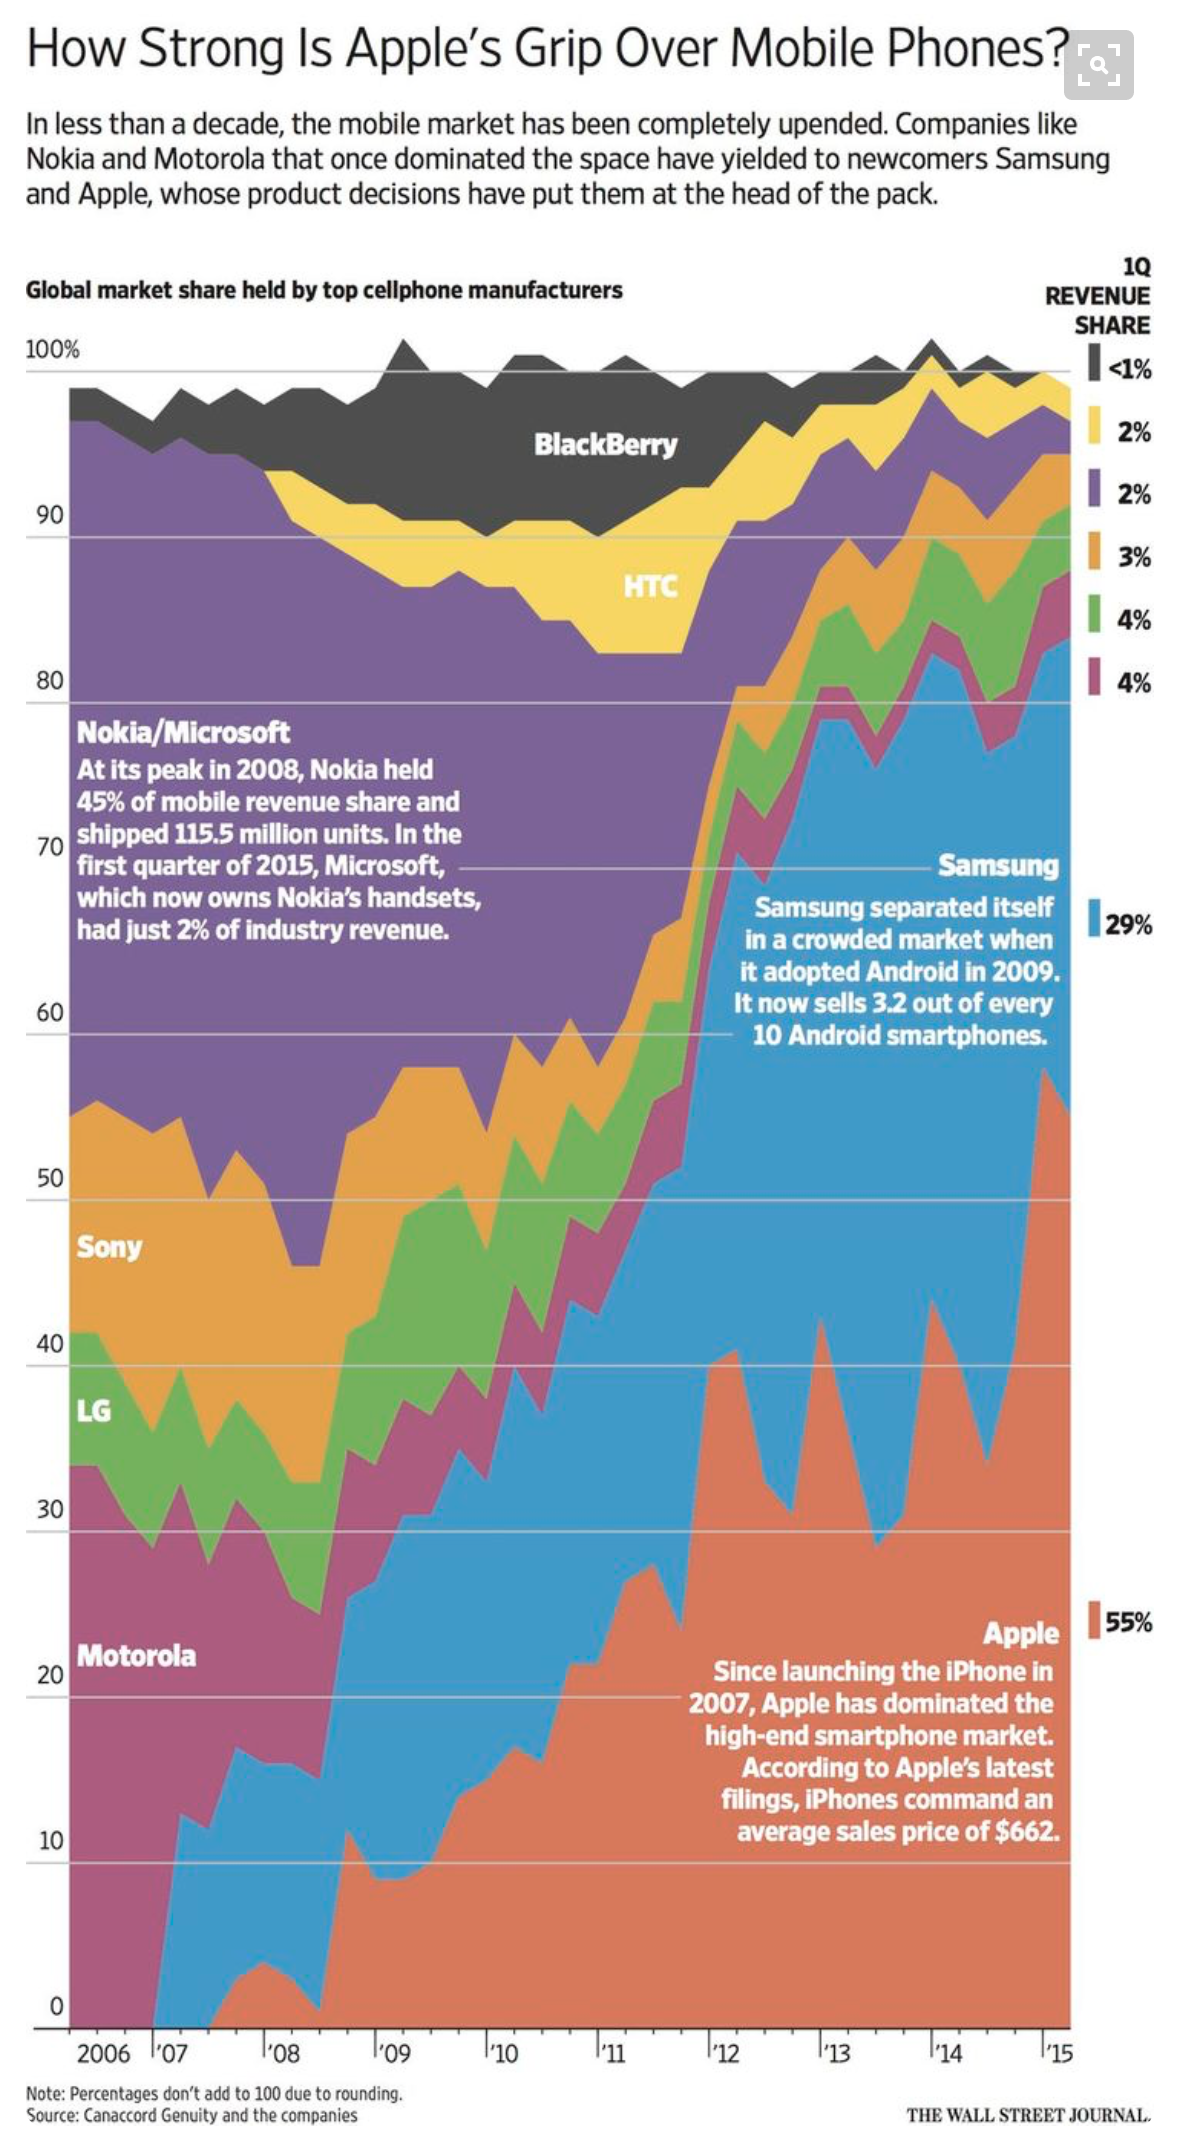 How Strong Is Apple's Grip Over Mobile Phones?
In less than a decade, the mobile market has been completely upended. Companies like
Nokia and Motorola that once dominated the space have yielded to newcomers Samsung
and Apple, whose product decisions have put them at the head of the pack.
Global market share held by top cellphone manufacturers
1Q
REVENUE
SHARE
100%
<1%
2%
BlackBerry
2%
90
3%
HTC
4%
80
4%
Nokia/Microsoft
At its peak in 2008, Nokia held
45% of mobile revenue share and
shipped 115.5 million units. In the
first quarter of 2015, Microsoft,
which now owns Nokia's handsets,
had just 2% of industry revenue.
70
Samsung
Samsung separated itself
in a crowded market when
it adopted Android in 2009.
It now sells 3.2 out of every
10 Android smartphones.
29%
60
50
Sony
40
LG
30
Motorola
20
Apple
Since launching the iPhone in
2007, Apple has dominated the
high-end smartphone market.
According to Apple's latest
filings, iPhones command an
average sales price of $662.
55%
10
0
2006 '07 '08 '09 '10 '11 '12 '13 '14 '15
Note: Percentages don't add to 100 due to rounding.
Source: Canaccord Genuity and the companies
THE WALL STREET JOURNAL.